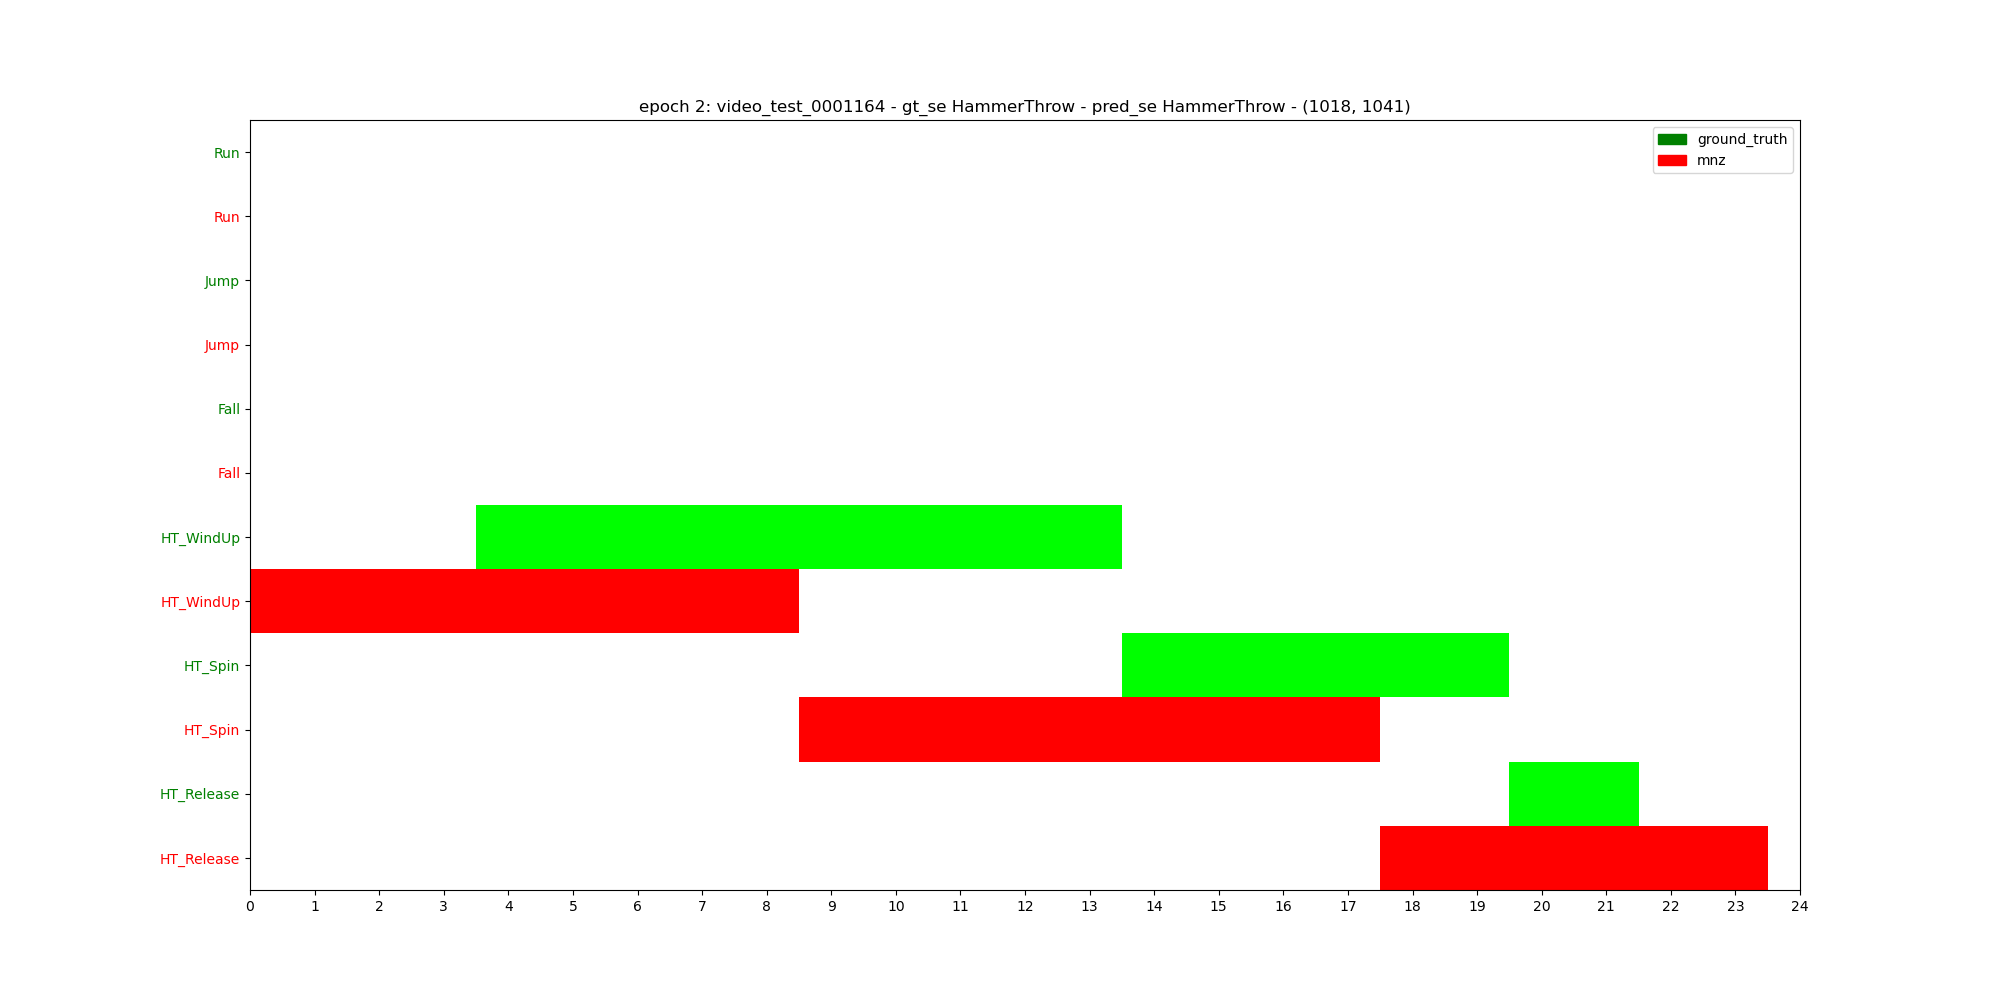 epoch 2: video_test_0001164 - gt_se HammerThrow - pred_se HammerThrow - (1018, 1041)
ground_truth
mnz
Run
Run
Jump
Jump
Fall
Fall
HT_WindUp
HT_WindUp
HT_Spin
HT_Spin
HT_Release
HT_Release
0 1 2 3 4 5 6 7 8 9 10 11 12 13 14 15 16 17 18 19 20 21 22 23 24